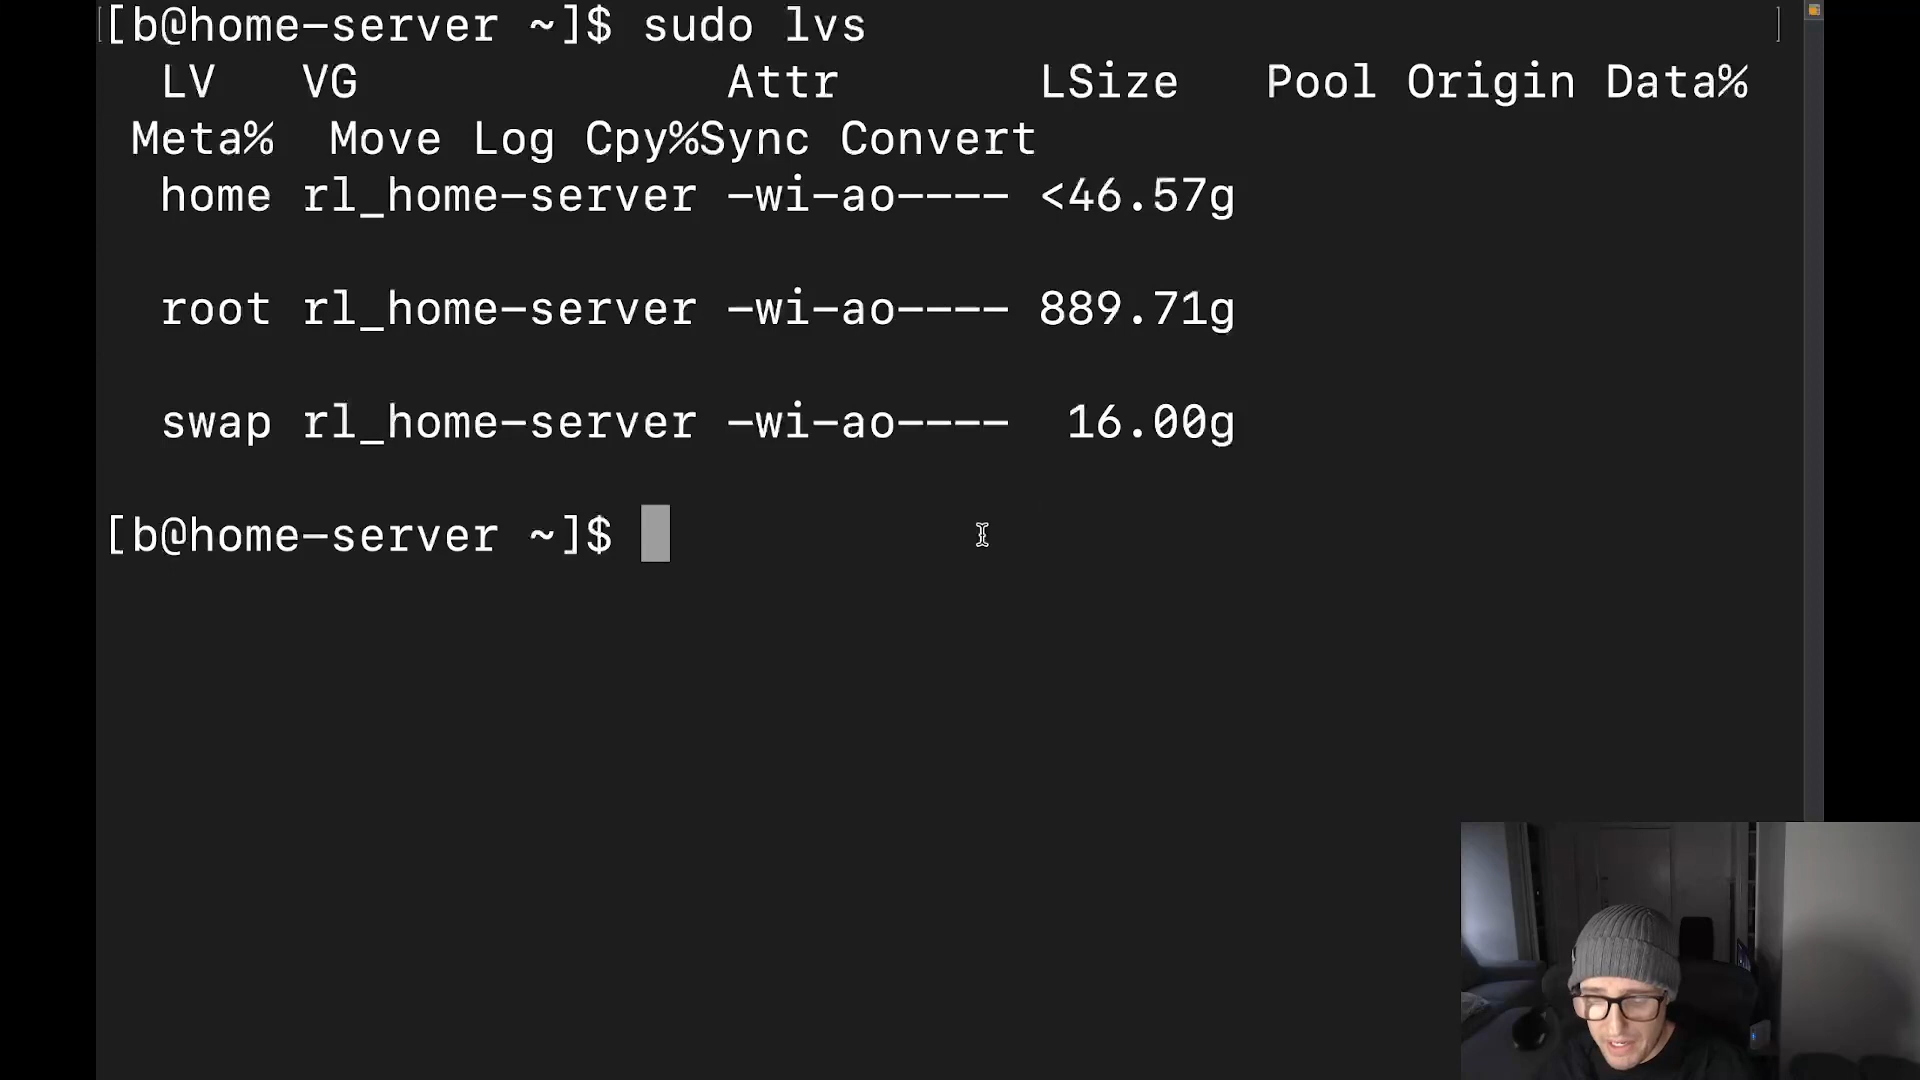 [b@home-server ~]$ sudo lvs
LV VG Attr LSize Pool Origin Data%
Meta% Move Log Cpy%Sync Convert
home rl_home-server -wi-ao---- <46.57g
root rl_home-server -wi-ao---- 889.71g
swap rl_home-server -wi-ao---- 16.00g
[b@home-server ~]$